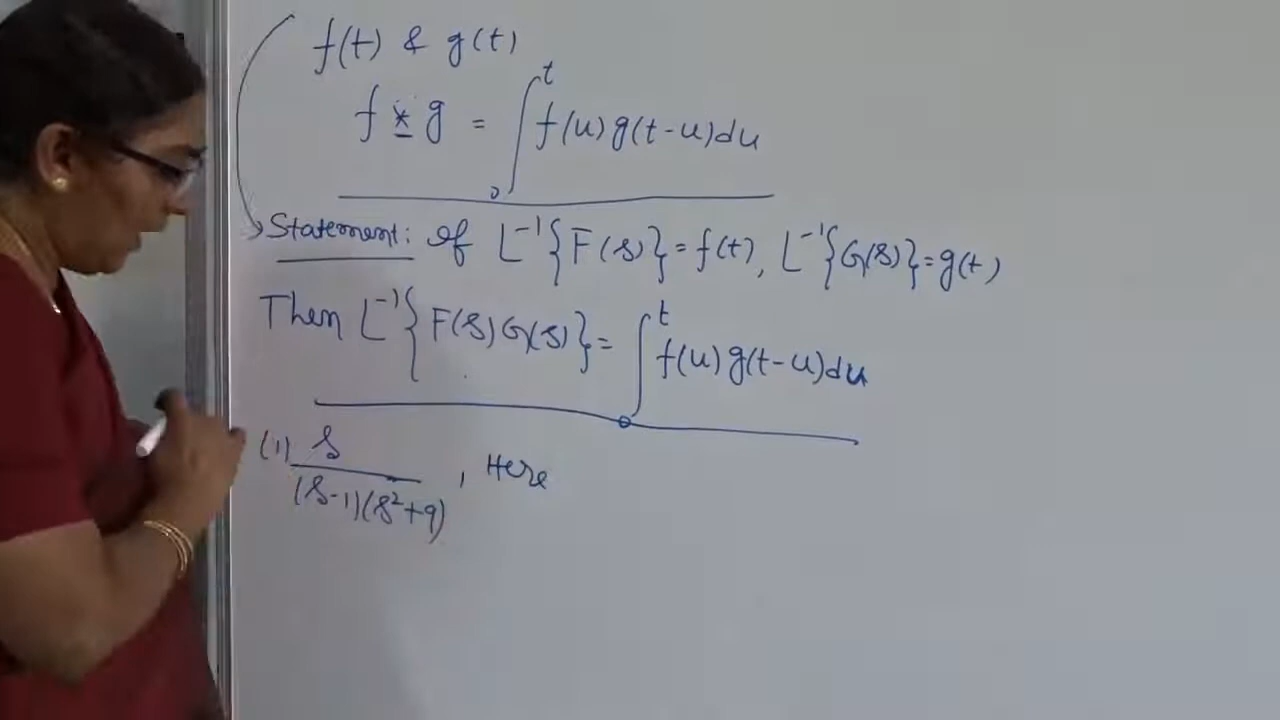 f(t) & g(t)
f * g = ∫₀ᵗ f(u) g(t-u) du
Statement: If L⁻¹{F(s)} = f(t), L⁻¹{G(s)} = g(t)
Then L⁻¹{F(s) G(s)} = ∫₀ᵗ f(u) g(t-u) du
(1) s / (s-1)(s²+9) , Here